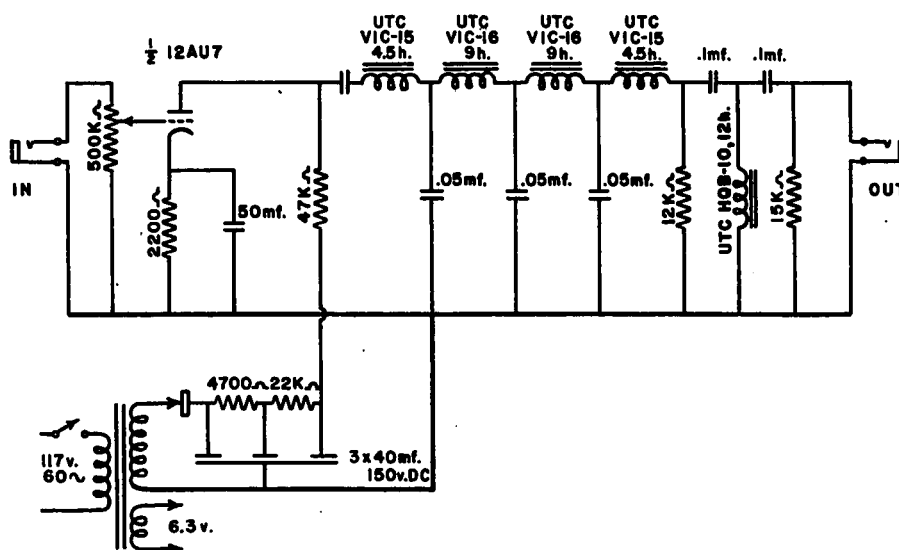 UTC
VIC-15
4.5h.
UTC
VIC-16
9h.
UTC
VIC-16
9h.
UTC
VIC-15
4.5h.
½ 12AU7
.1mf.
.1mf.
500K
IN
2200
50mf.
47K
.05mf.
.05mf.
.05mf.
12K
UTC HQB-10,12h.
15K
OUT
4700
22K
117v.
60~
3x40mf.
150v.DC
6.3v.